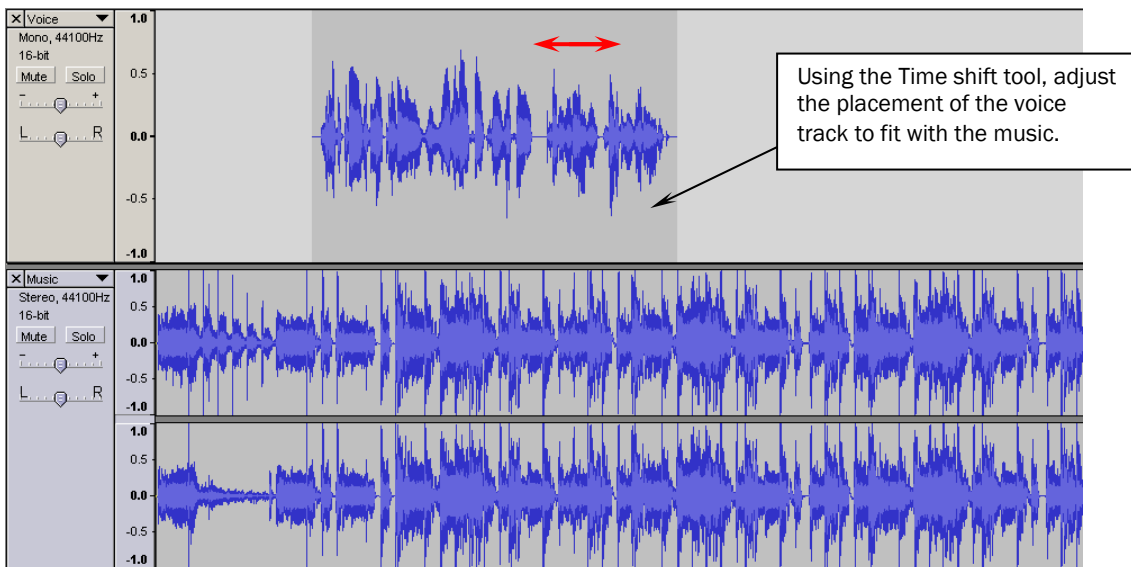 Voice
1.0
Mono, 44100Hz
16-bit
Mute Solo
- +
L R
0.5
0.0
-0.5
-1.0
Using the Time shift tool, adjust
the placement of the voice
track to fit with the music.
Music
1.0
Stereo, 44100Hz
16-bit
Mute Solo
- +
L R
0.5
0.0
-0.5
-1.0
1.0
0.5
0.0
-0.5
-1.0